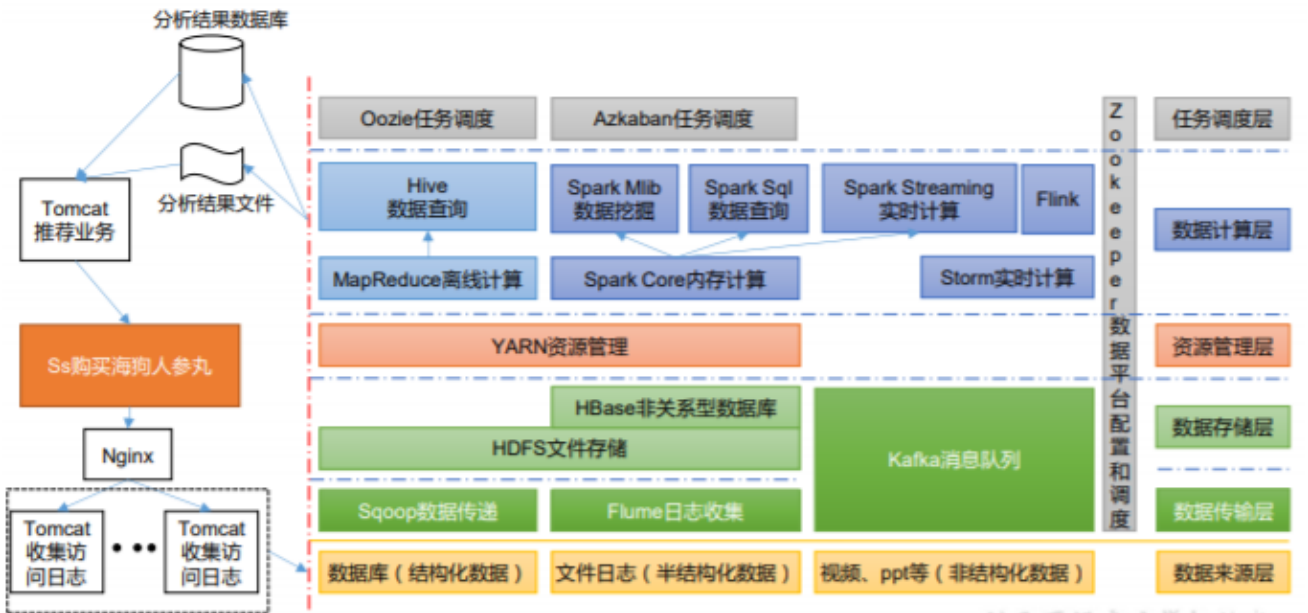 分析结果数据库
分析结果文件
Tomcat
推荐业务
Ss购买海狗人参丸
Nginx
Tomcat
收集访
问日志
Tomcat
收集访
问日志
Oozie任务调度
Azkaban任务调度
任务调度层
Hive
数据查询
Spark Mlib
数据挖掘
Spark Sql
数据查询
Spark Streaming
实时计算
Flink
数据计算层
MapReduce离线计算
Spark Core内存计算
Storm实时计算
YARN资源管理
资源管理层
HBase非关系型数据库
HDFS文件存储
Kafka消息队列
数据存储层
Sqoop数据传递
Flume日志收集
数据传输层
数据库（结构化数据）
文件日志（半结构化数据）
视频、ppt等（非结构化数据）
数据来源层
Zookeeper数据平台配置和调度